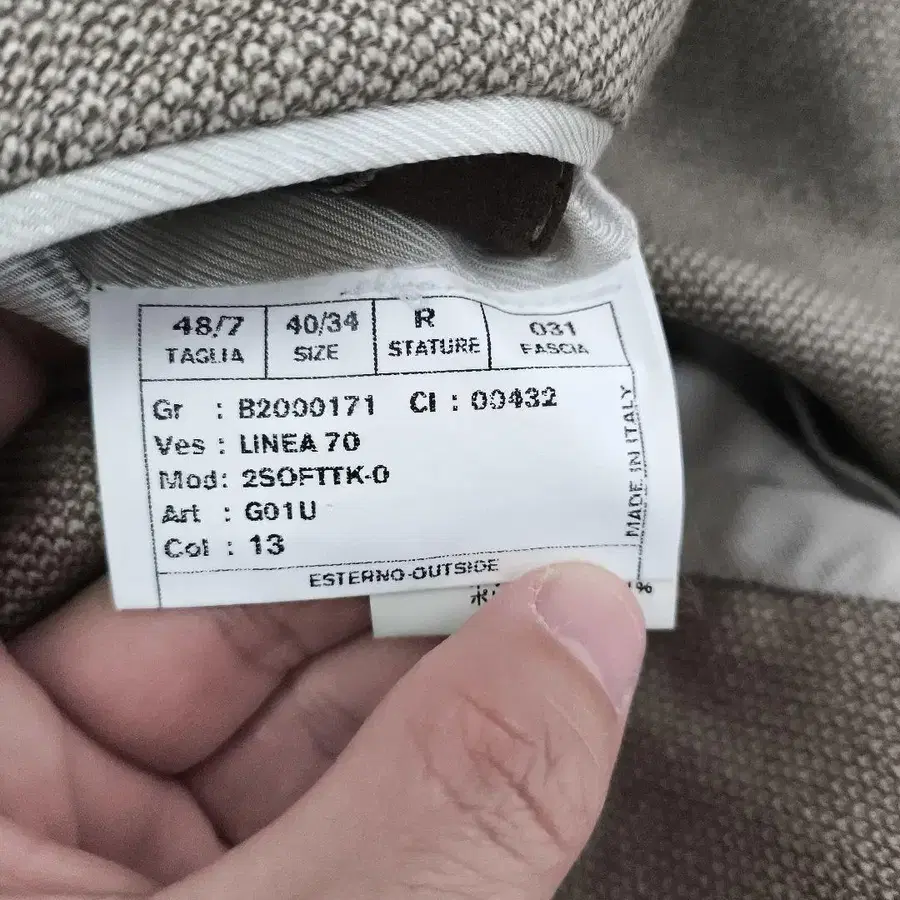 48/7 40/34 R 031
TAGLIA SIZE STATURE FASCIA
Gr : B2000171 CI : 00432
Ves : LINEA 70
Mod: 2SOFTTK-0
Art : G01U
Col : 13
MADE IN ITALY
ESTERNO-OUTSIDE
%